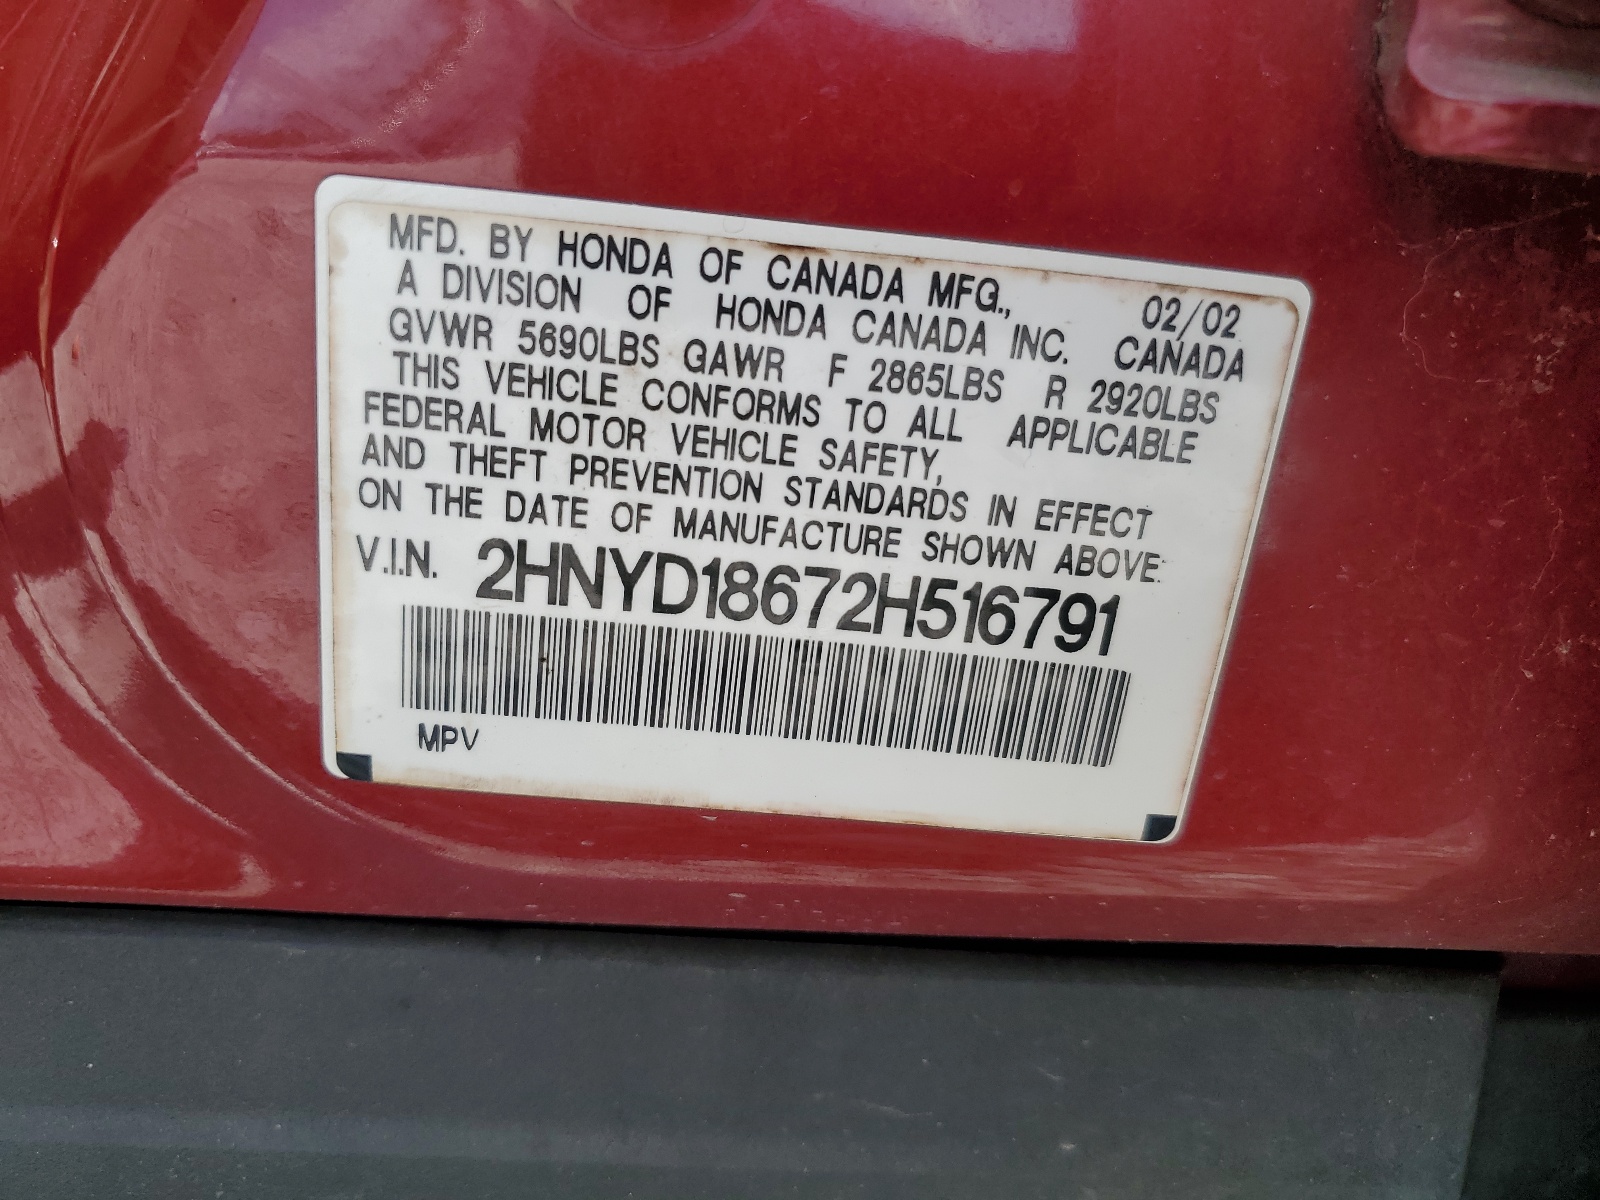 MFD. BY HONDA OF CANADA MFG., 02/02
A DIVISION OF HONDA CANADA INC. CANADA
GVWR 5690LBS GAWR F 2865LBS R 2920LBS
THIS VEHICLE CONFORMS TO ALL APPLICABLE
FEDERAL MOTOR VEHICLE SAFETY,
AND THEFT PREVENTION STANDARDS IN EFFECT
ON THE DATE OF MANUFACTURE SHOWN ABOVE:
V.I.N. 2HNYD18672H516791
MPV